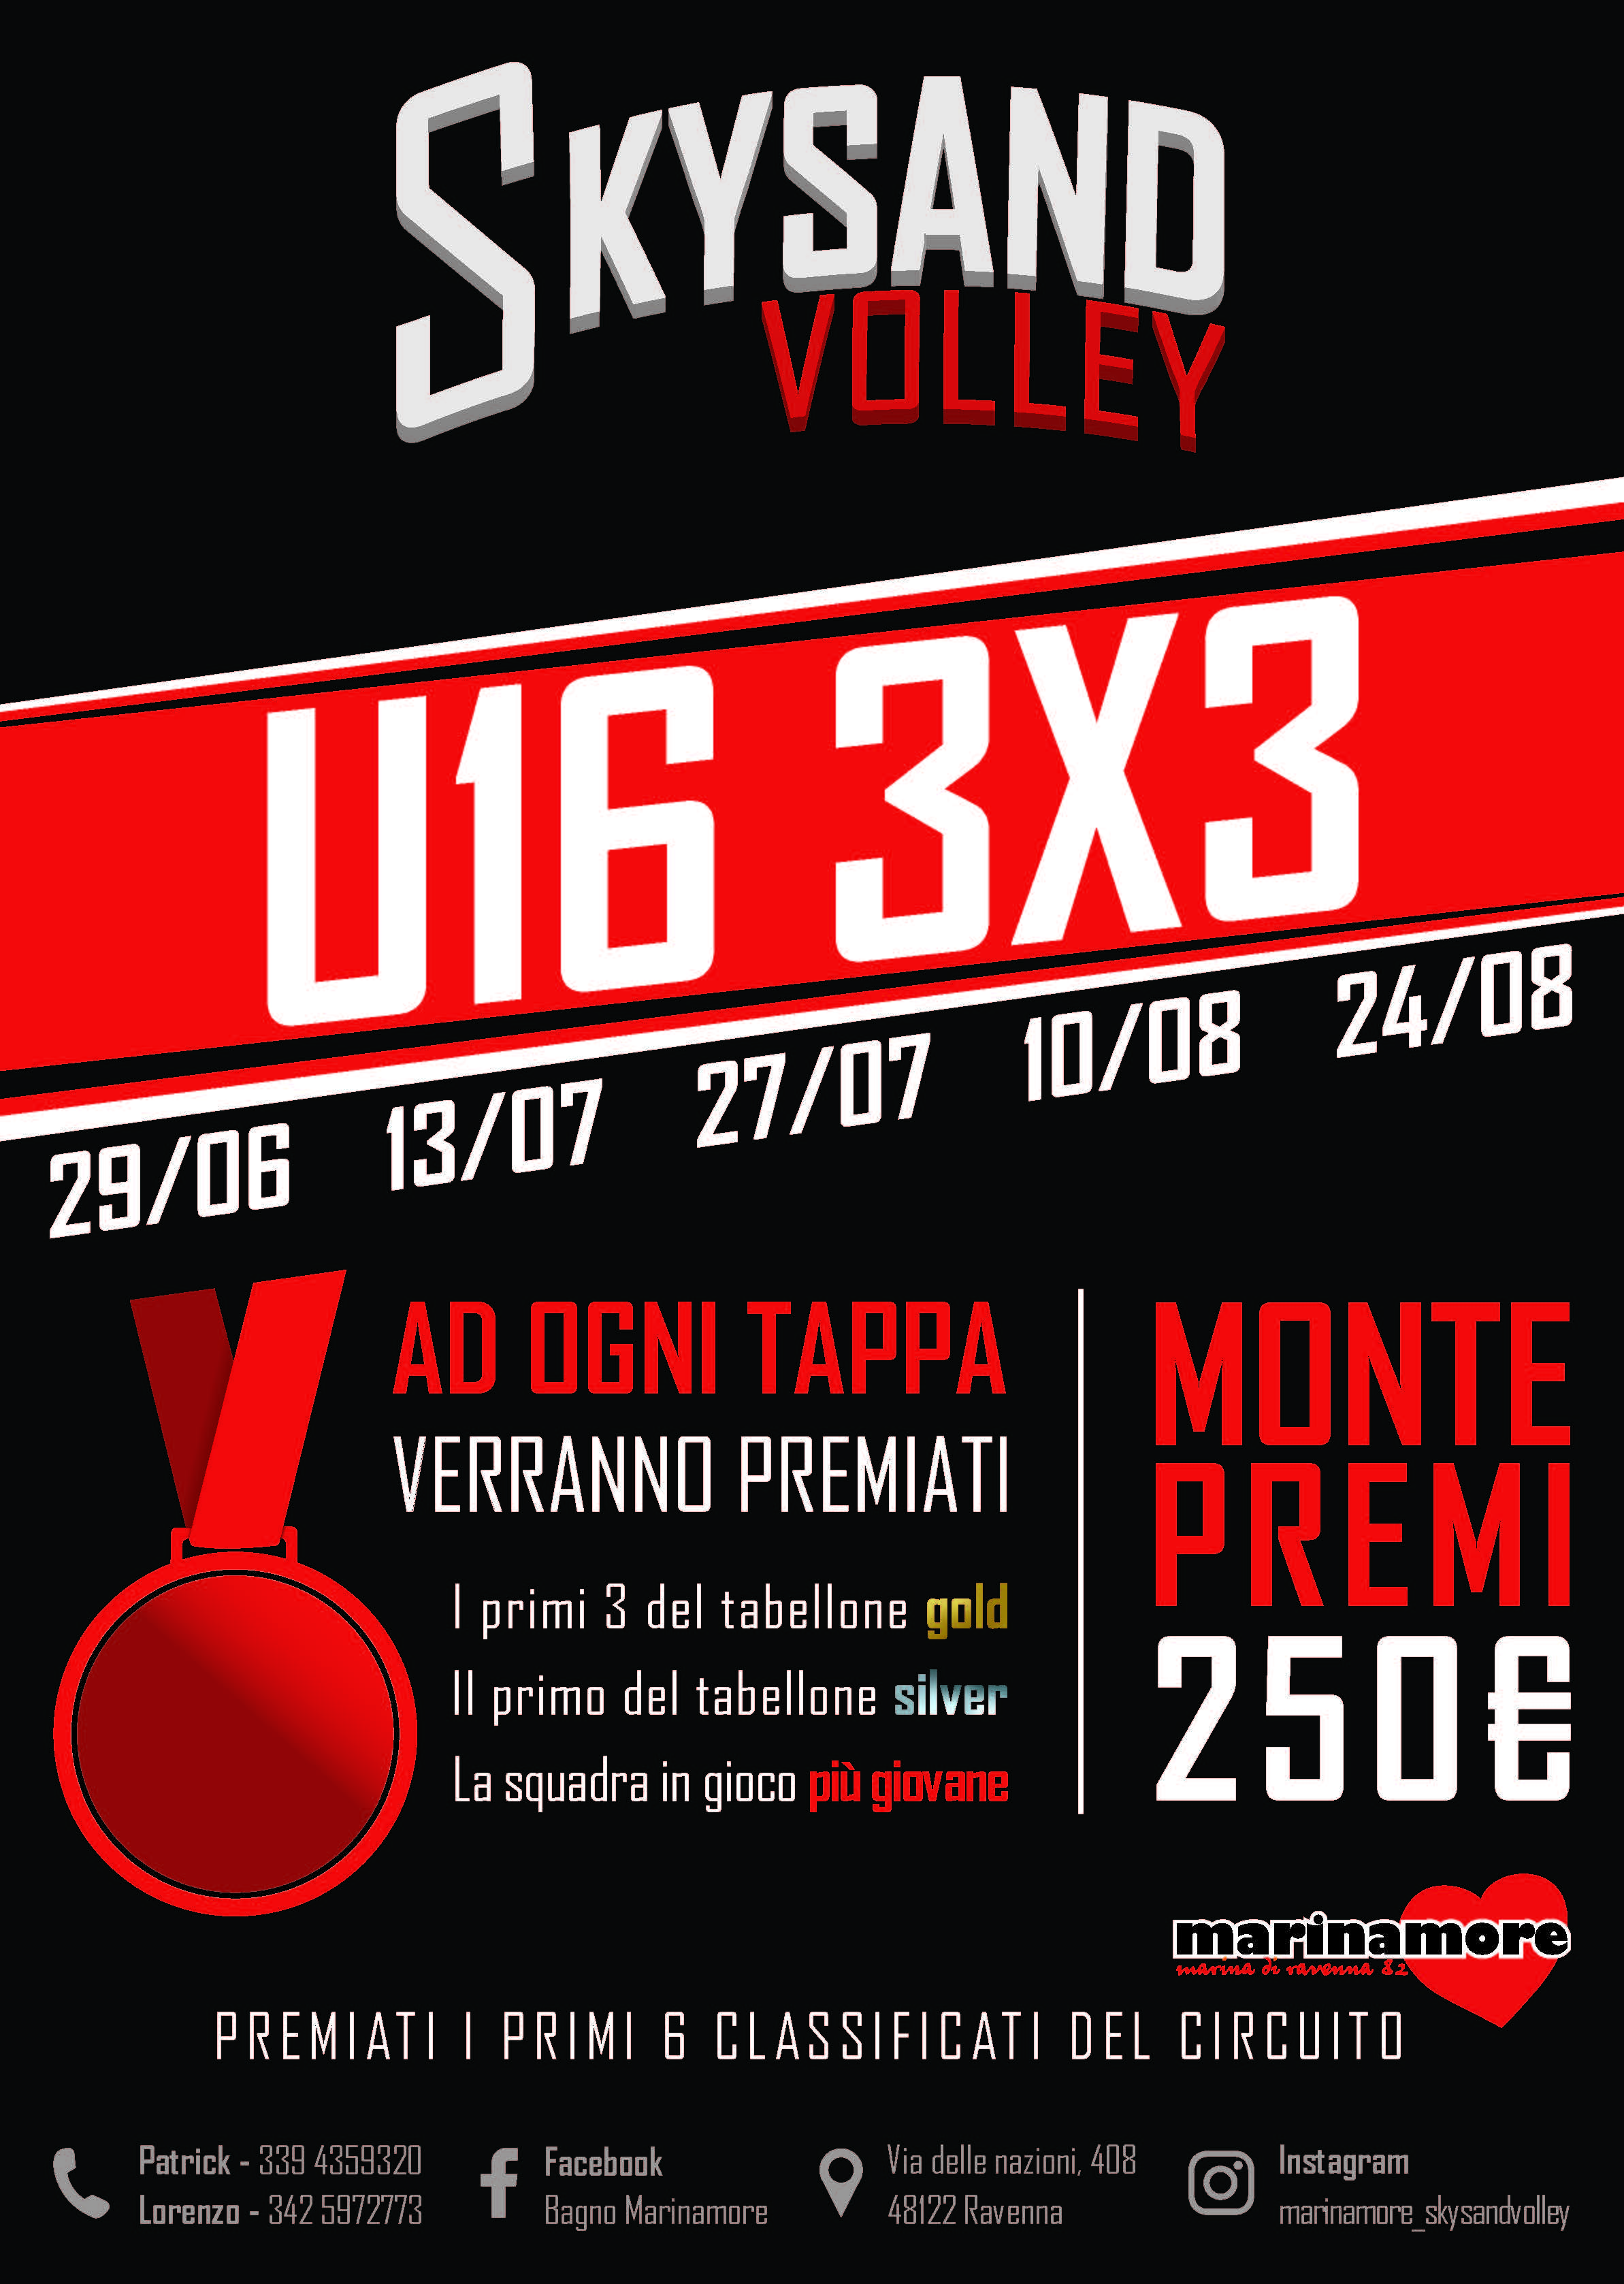 SKYSAND
VOLLEY
U16 3X3
29/06 13/07 27/07 10/08 24/08
AD OGNI TAPPA
VERRANNO PREMIATI
I primi 3 del tabellone gold
Il primo del tabellone silver
La squadra in gioco più giovane
MONTE
PREMI
250€
marinamore
marina di ravenna 82
PREMIATI I PRIMI 6 CLASSIFICATI DEL CIRCUITO
Patrick - 339 4359320
Lorenzo - 342 5972773
Facebook
Bagno Marinamore
Via delle nazioni, 408
48122 Ravenna
Instagram
marinamore_skysandvolley